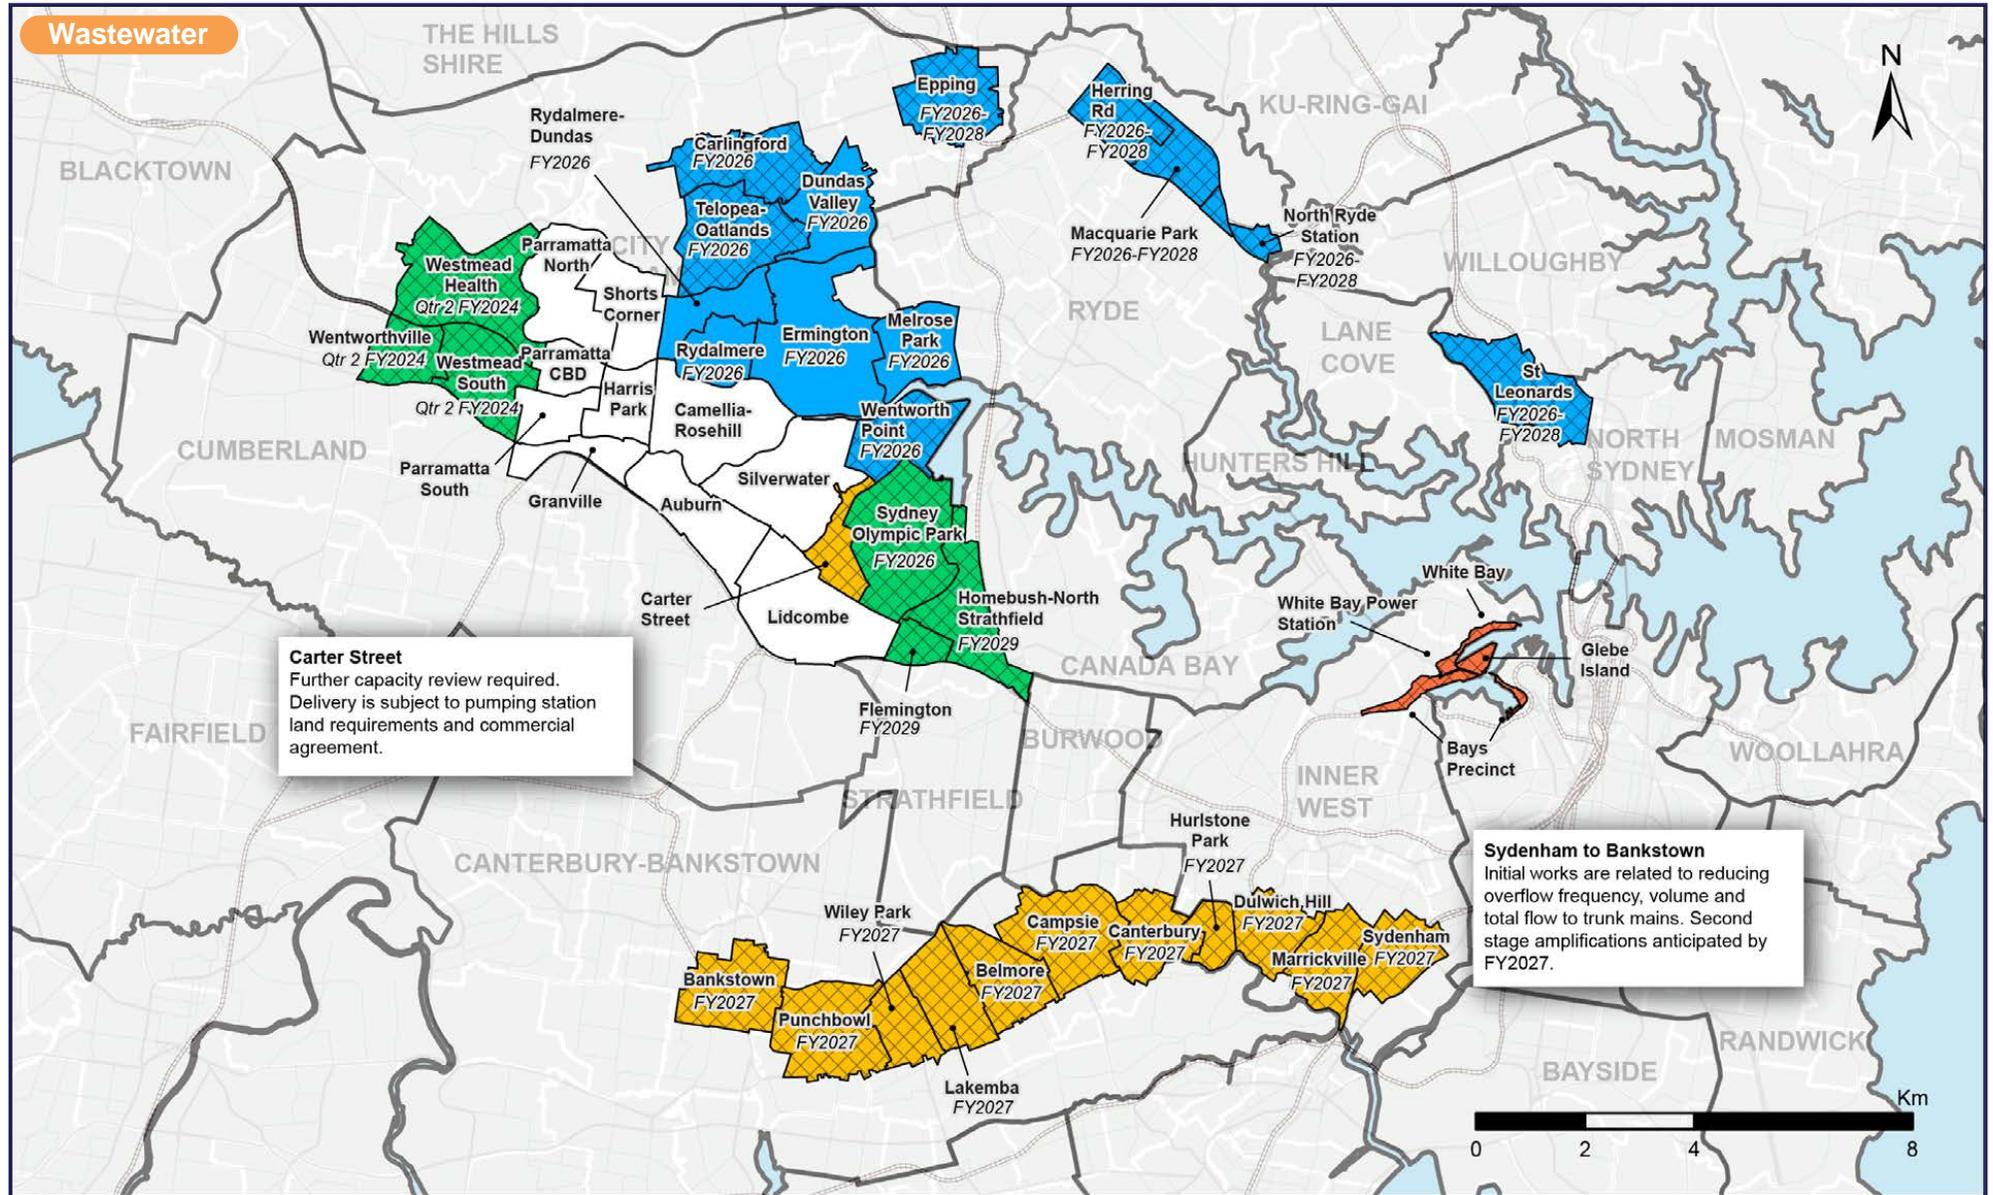 Wastewater
THE HILLS
SHIRE
N
Epping
FY2026-
FY2028
Herring
Rd
FY2026-
FY2028
KU-RING-GAI
Rydalmere-
Dundas
FY2026
Carlingford
FY2026
BLACKTOWN
Dundas
Valley
FY2026
Telopea-
Oatlands
FY2026
Macquarie Park
FY2026-FY2028
North Ryde
Station
FY2026-
FY2028
WILLOUGHBY
Parramatta
North
CITY
Westmead
Health
Qtr 2 FY2024
Shorts
Corner
RYDE
LANE
COVE
Wentworthville
Qtr 2 FY2024
Westmead
South
Qtr 2 FY2024
Parramatta
CBD
Rydalmere
FY2026
Ermington
FY2026
Melrose
Park
FY2026
St
Leonards
FY2026-
FY2028
Harris
Park
Camellia-
Rosehill
Wentworth
Point
FY2026
CUMBERLAND
NORTH
SYDNEY
MOSMAN
HUNTERS HILL
Parramatta
South
Granville
Auburn
Silverwater
Sydney
Olympic Park
FY2026
White Bay
White Bay Power
Station
Glebe
Island
Carter
Street
Lidcombe
Homebush-North
Strathfield
FY2029
CANADA BAY
Carter Street
Further capacity review required.
Delivery is subject to pumping station
land requirements and commercial
agreement.
Flemington
FY2029
FAIRFIELD
BURWOOD
Bays
Precinct
WOOLLAHRA
INNER
WEST
STRATHFIELD
Hurlstone
Park
FY2027
CANTERBURY-BANKSTOWN
Sydenham to Bankstown
Initial works are related to reducing
overflow frequency, volume and
total flow to trunk mains. Second
stage amplifications anticipated by
FY2027.
Wiley Park
FY2027
Campsie
FY2027
Canterbury
FY2027
Dulwich Hill
FY2027
Marrickville
FY2027
Sydenham
FY2027
Bankstown
FY2027
Belmore
FY2027
Punchbowl
FY2027
Lakemba
FY2027
RANDWICK
BAYSIDE
Km
0 2 4 8